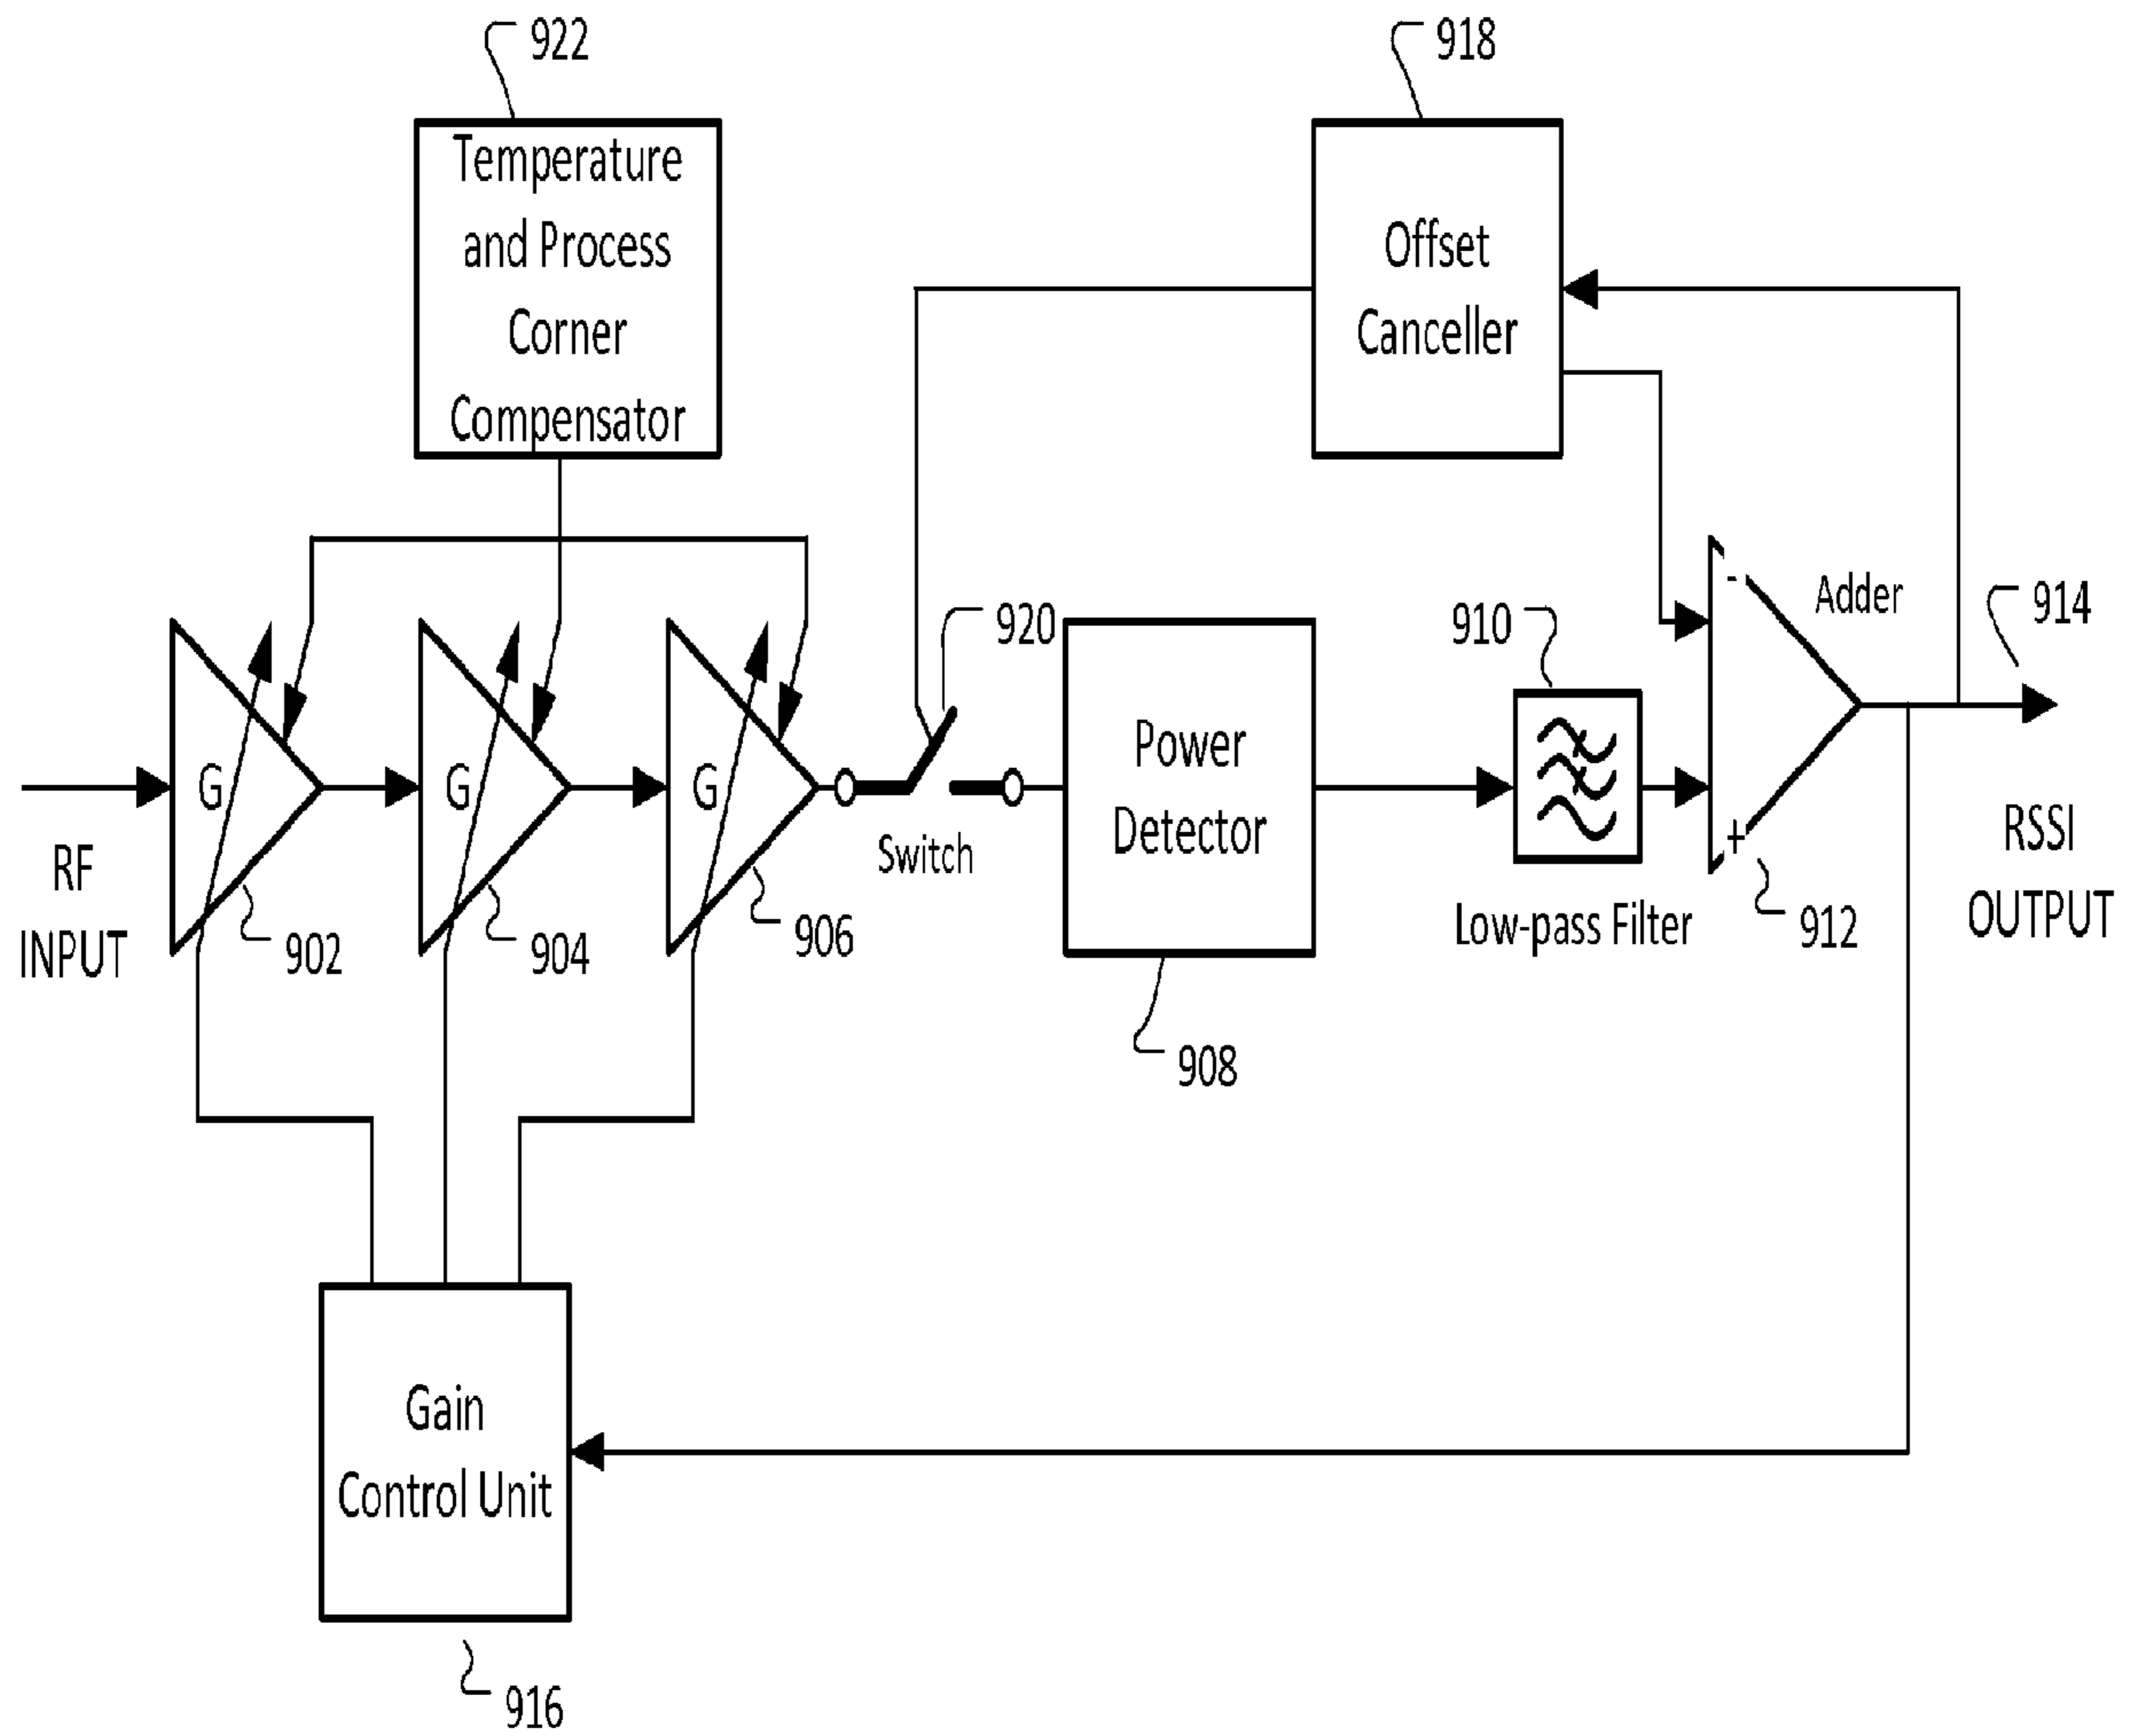 922
918
Temperature
and Process
Corner
Compensator
Offset
Canceller
920
910
-
Adder
914
G
G
G
Power
Detector
Switch
RF
INPUT
902
904
906
Low-pass Filter
+
912
RSSI
OUTPUT
908
Gain
Control Unit
916